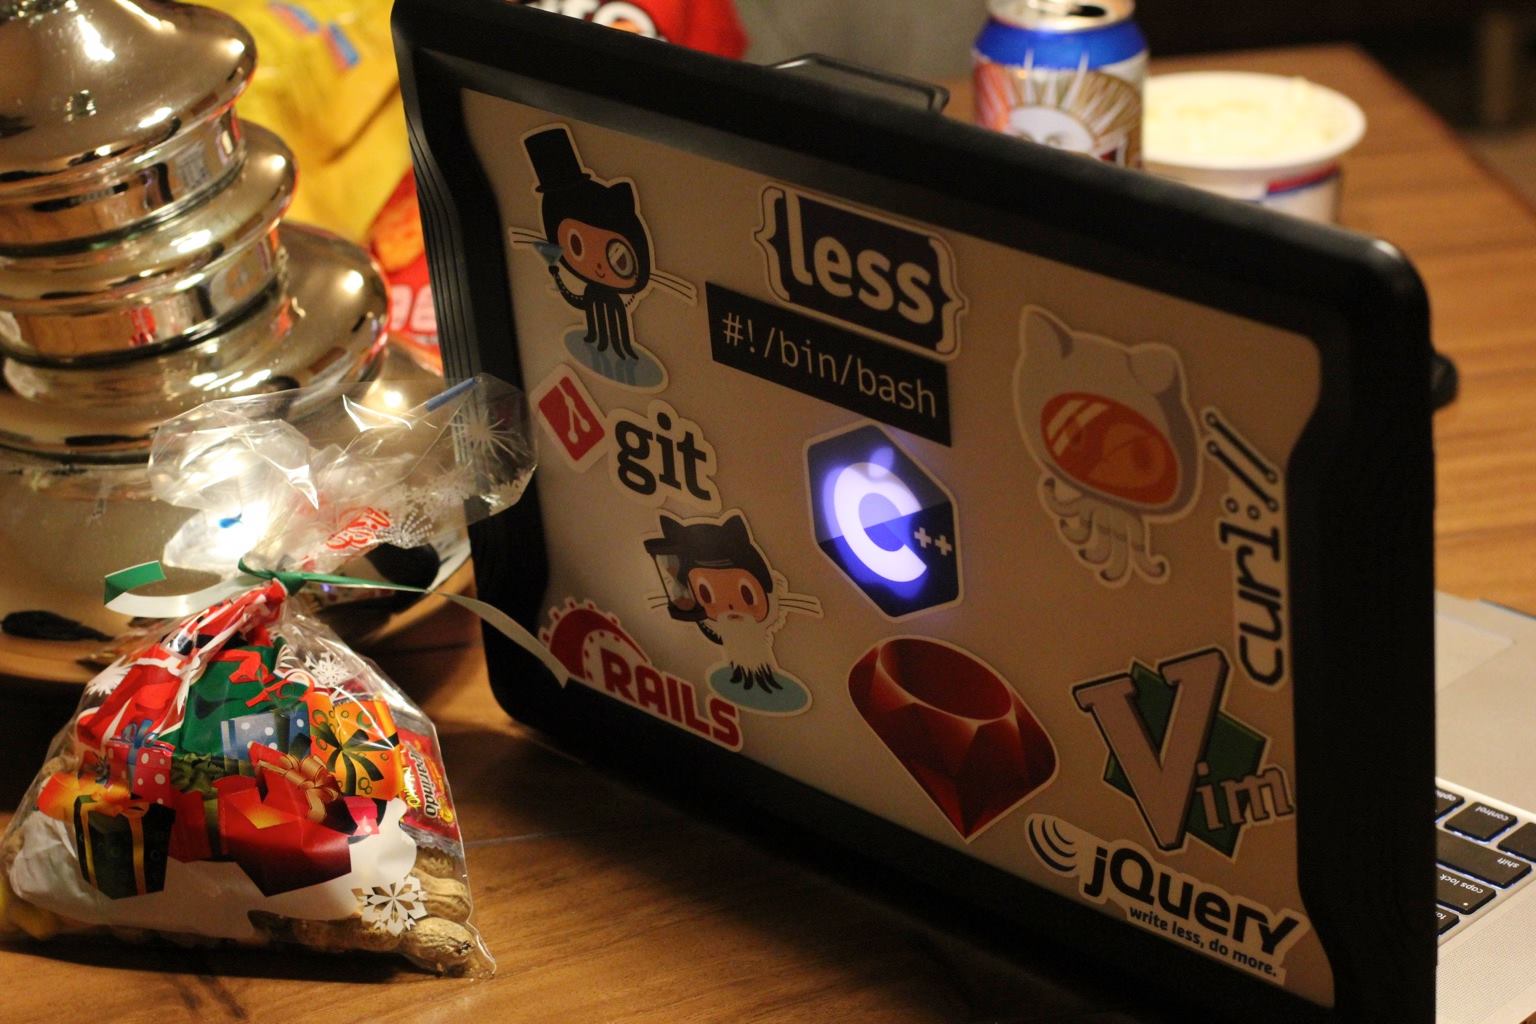 {less}
#!/bin/bash
git
C++
curl://
RAILS
Vim
jQuery
write less, do more.
control
shift
caps lock